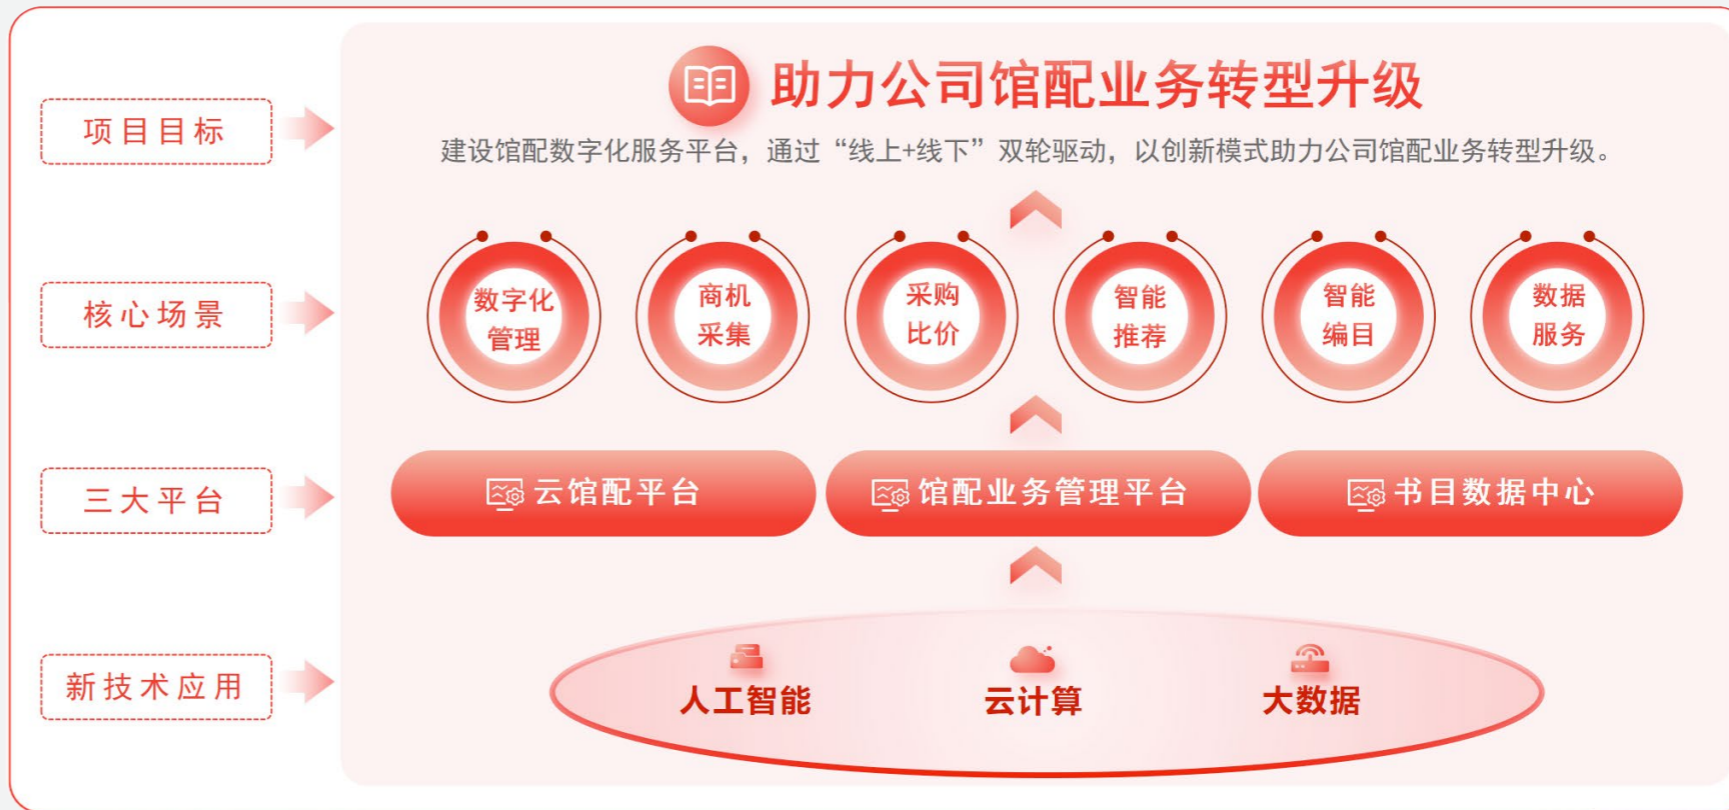 项目目标
助力公司馆配业务转型升级
建设馆配数字化服务平台，通过“线上+线下”双轮驱动，以创新模式助力公司馆配业务转型升级。
核心场景
数字化
管理
商机
采集
采购
比价
智能
推荐
智能
编目
数据
服务
三大平台
云馆配平台
馆配业务管理平台
书目数据中心
新技术应用
人工智能
云计算
大数据